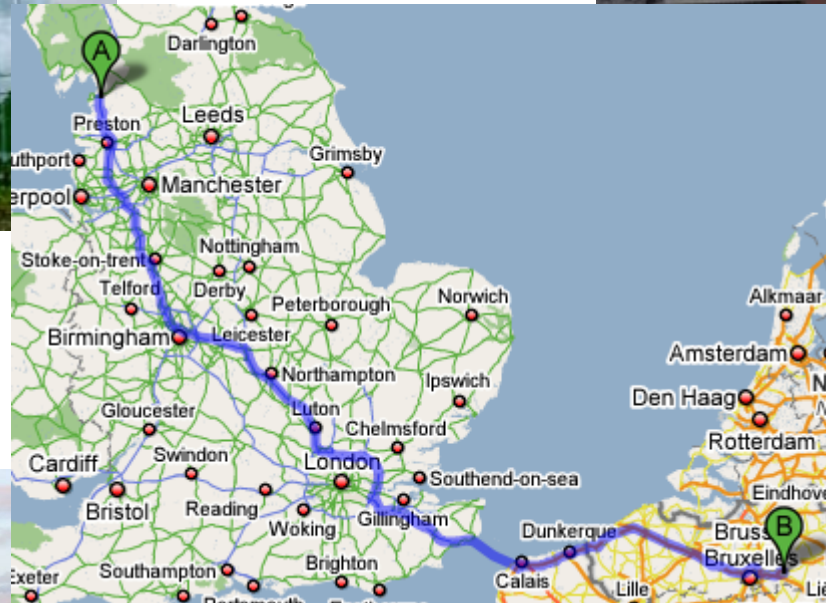 Darlington
A
Preston
Leeds
Grimsby
uthport
Manchester
erpool
Nottingham
Stoke-on-trent
Telford
Derby
Peterborough
Norwich
Alkmaar
Birmingham
Leicester
Amsterdam
Northampton
Ipswich
Den Haag
N
Gloucester
Luton
Chelmsford
Rotterdam
Cardiff
Swindon
London
Southend-on-sea
Bristol
Reading
Gillingham
Eindhove
Woking
Dunkerque
Bruss
B
Bruxelles
Brighton
Southampton
Calais
Exeter
Lille
Liè